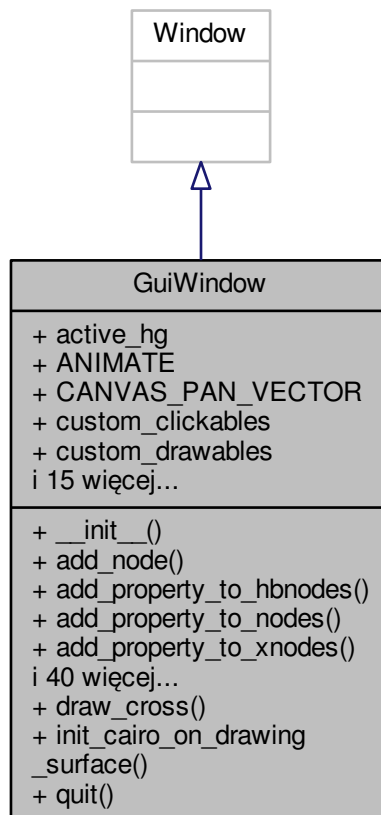 Window
GuiWindow
+ active_hg
+ ANIMATE
+ CANVAS_PAN_VECTOR
+ custom_clickables
+ custom_drawables
i 15 więcej...
+ __init__()
+ add_node()
+ add_property_to_hbnodes()
+ add_property_to_nodes()
+ add_property_to_xnodes()
i 40 więcej...
+ draw_cross()
+ init_cairo_on_drawing
_surface()
+ quit()